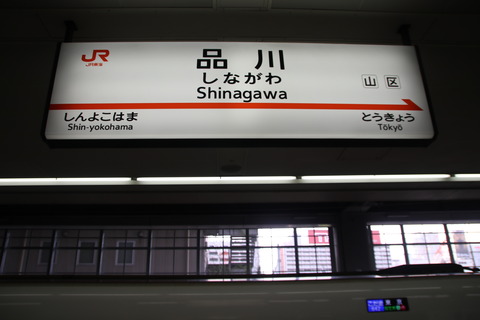 JR
JR東海
品川
しながわ
Shinagawa
山 区
しんよこはま
Shin-yokohama
とうきょう
Tōkyō